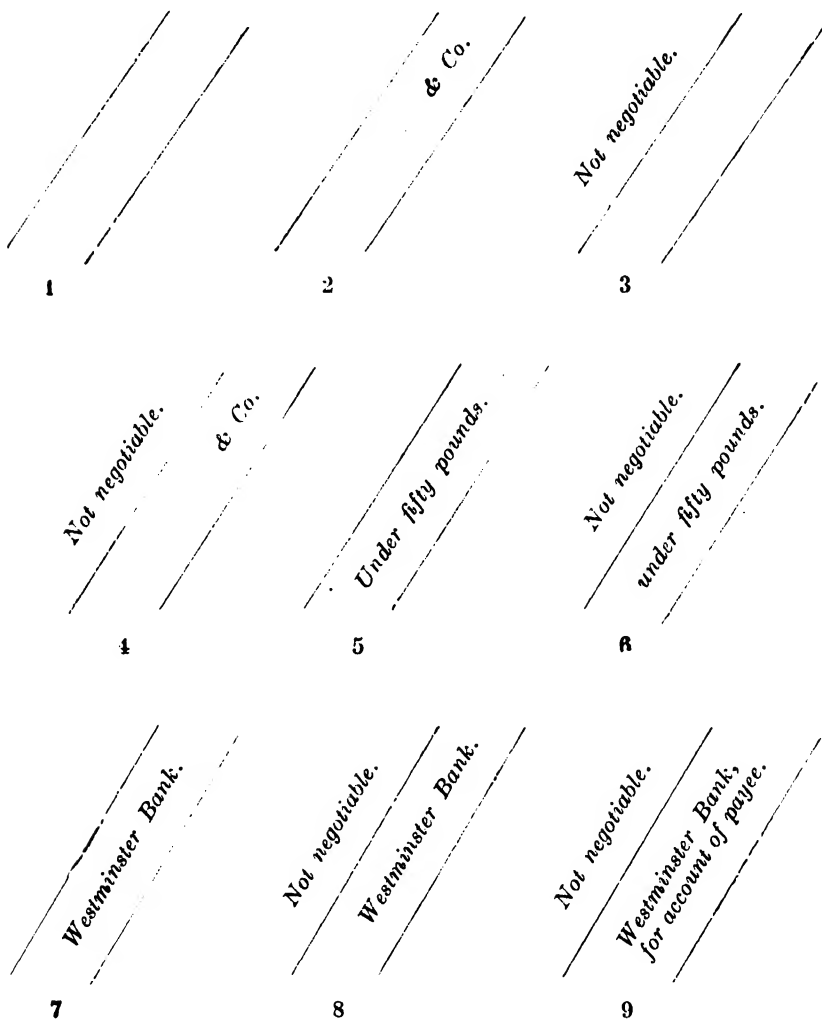 1
& Co.
2
Not negotiable.
3
Not negotiable.
& Co.
4
Under fifty pounds.
5
Not negotiable.
under fifty pounds.
6
Westminster Bank.
7
Not negotiable.
Westminster Bank.
8
Not negotiable.
Westminster Bank,
for account of payee.
9